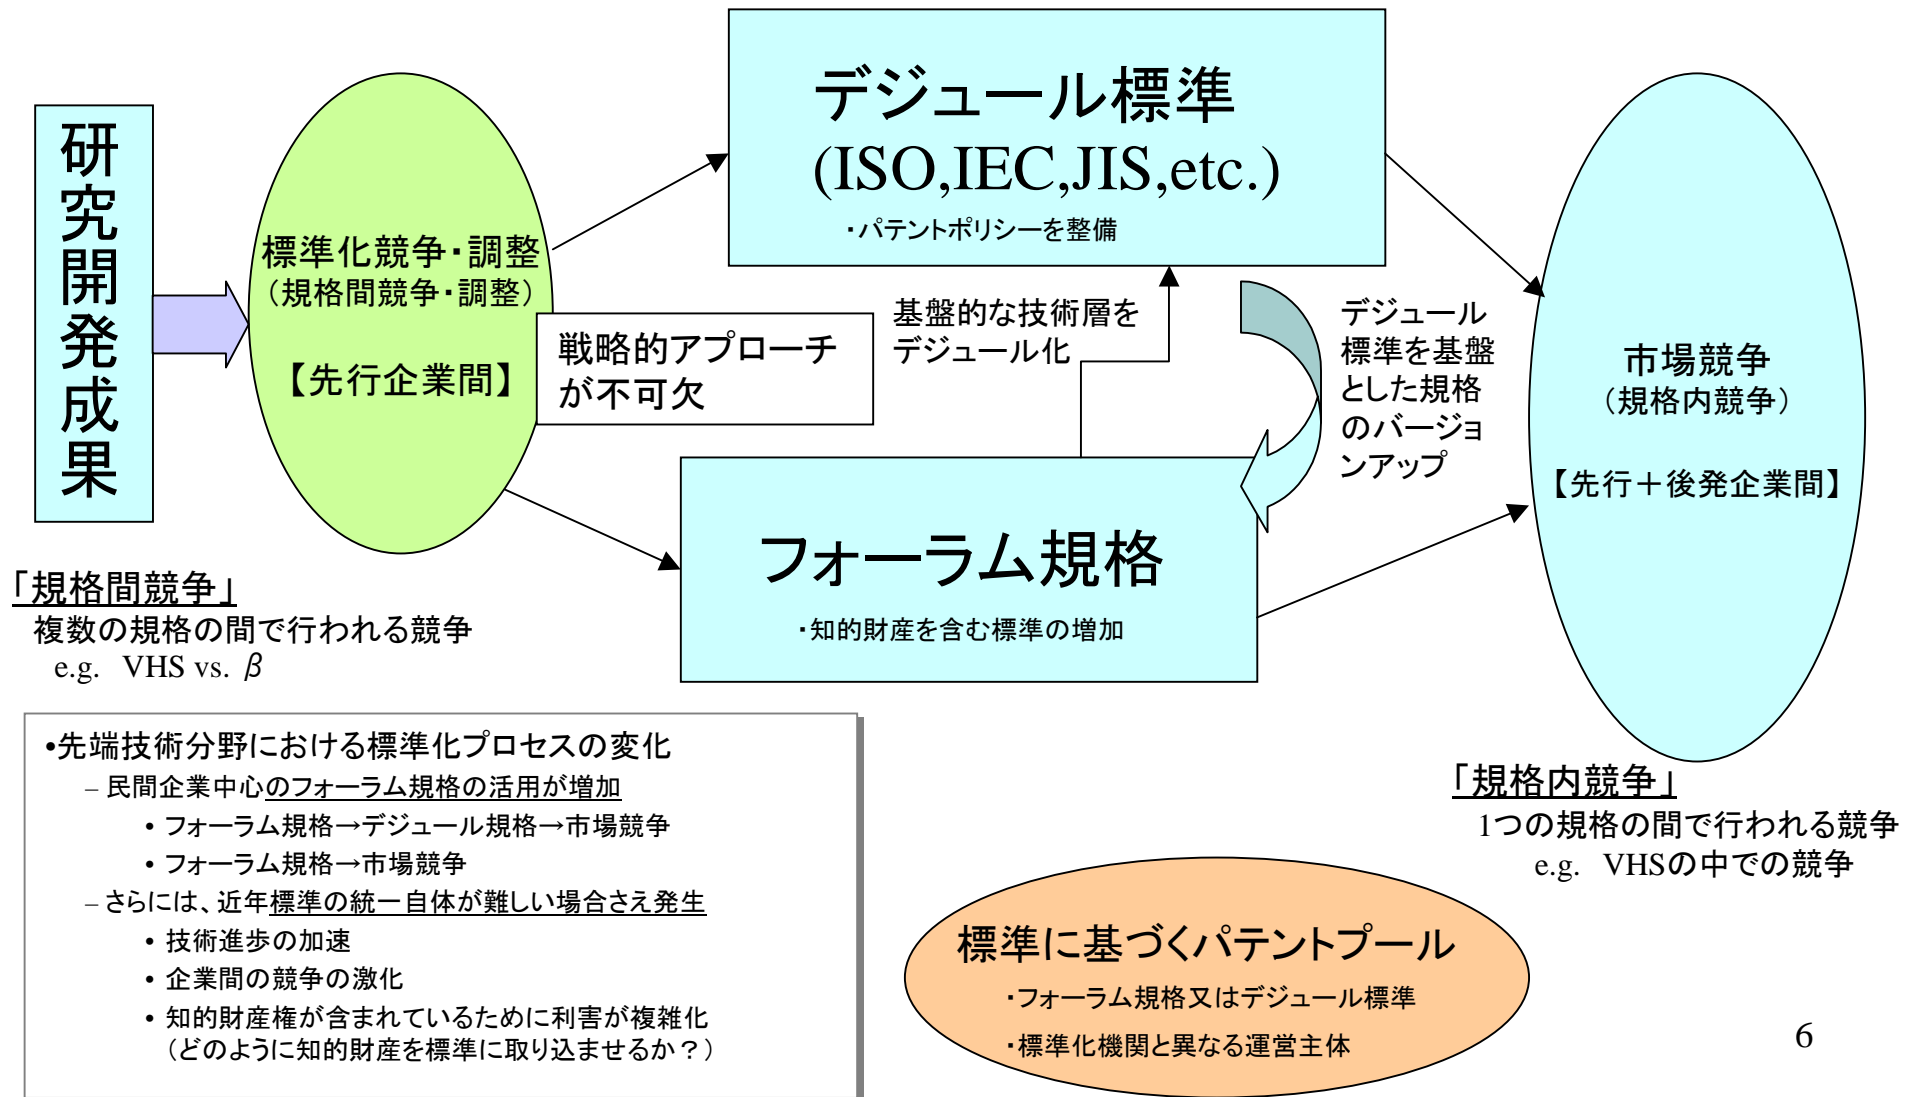 研究開発成果
標準化競争・調整
（規格間競争・調整）
【先行企業間】
戦略的アプローチ
が不可欠
デジュール標準
(ISO,IEC,JIS,etc.)
・パテントポリシーを整備
基盤的な技術層を
デジュール化
デジュール
標準を基盤
とした規格
のバージョ
ンアップ
フォーラム規格
・知的財産を含む標準の増加
市場競争
（規格内競争）
【先行＋後発企業間】
「規格間競争」
複数の規格の間で行われる競争
e.g. VHS vs. β
•先端技術分野における標準化プロセスの変化
– 民間企業中心のフォーラム規格の活用が増加
• フォーラム規格→デジュール規格→市場競争
• フォーラム規格→市場競争
– さらには、近年標準の統一自体が難しい場合さえ発生
• 技術進歩の加速
• 企業間の競争の激化
• 知的財産権が含まれているために利害が複雑化
（どのように知的財産を標準に取り込ませるか？）
「規格内競争」
1つの規格の間で行われる競争
e.g. VHSの中での競争
標準に基づくパテントプール
・フォーラム規格又はデジュール標準
・標準化機関と異なる運営主体
6